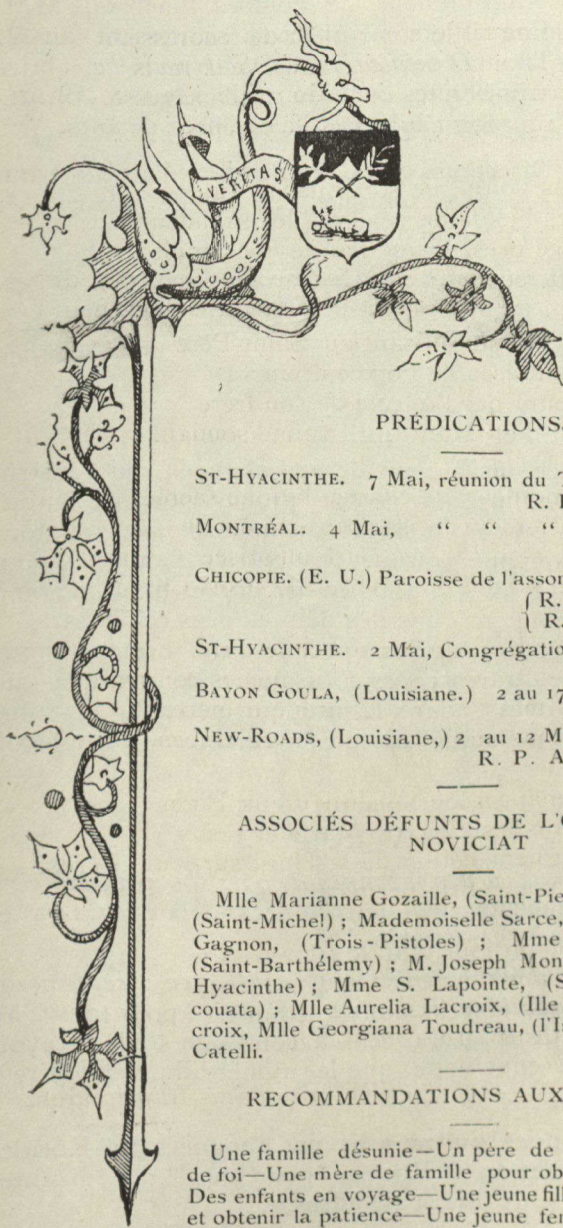 VERITAS
PRÉDICATIONS
ST-HYACINTHE. 7 Mai, réunion du
R.
MONTRÉAL. 4 Mai, “ “ “
CHICOPIE. (E. U.) Paroisse de l'assom
{ R.
{ R.
ST-HYACINTHE. 2 Mai, Congrégatio
BAYON GOULA, (Louisiane.) 2 au 17
NEW-ROADS, (Louisiane,) 2 au 12 M
R. P. A
ASSOCIÉS DÉFUNTS DE L'
NOVICIAT
Mlle Marianne Gozaille, (Saint-Pie
(Saint-Michel) ; Mademoiselle Sarce,
Gagnon, (Trois-Pistoles) ; Mme
(Saint-Barthélemy) ; M. Joseph Mon
Hyacinthe) ; Mme S. Lapointe, (S
couata) ; Mlle Aurelia Lacroix, (Ille
croix, Mlle Georgiana Toudreau, (l'I
Catelli.
RECOMMANDATIONS AUX
Une famille désunie—Un père de
de foi—Une mère de famille pour ob
Des enfants en voyage—Une jeune fill
et obtenir la patience—Une jeune fe